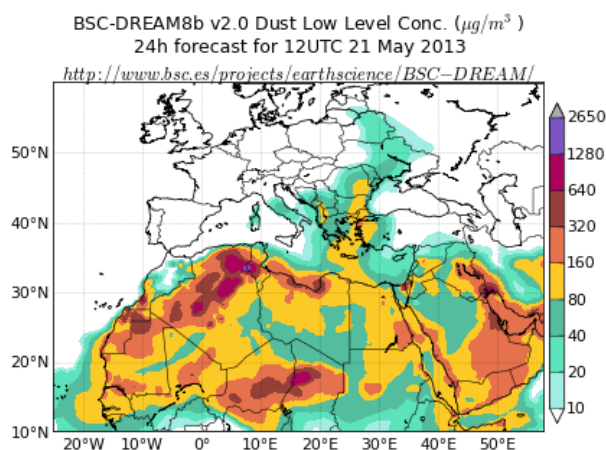 BSC-DREAM8b v2.0 Dust Low Level Conc. (μg/m³ )
24h forecast for 12UTC 21 May 2013
http://www.bsc.es/projects/earthscience/BSC−DREAM/
2650
1280
640
320
160
80
40
20
10
50°N
40°N
30°N
20°N
10°N
20°W 10°W 0° 10°E 20°E 30°E 40°E 50°E